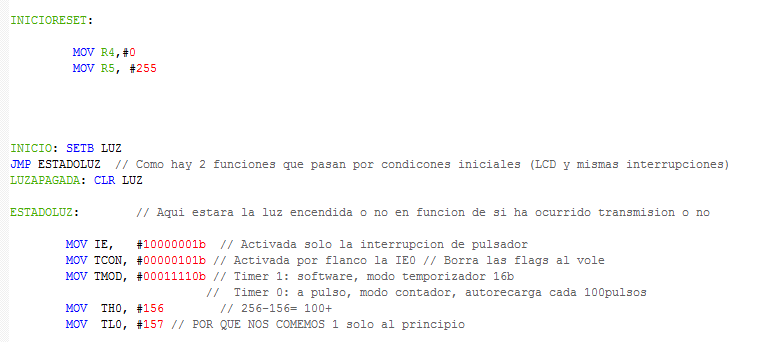 INICIORESET:
MOV R4,#0
MOV R5, #255
INICIO: SETB LUZ
JMP ESTADOLUZ // Como hay 2 funciones que pasan por condicones iniciales (LCD y mismas interrupciones)
LUZAPAGADA: CLR LUZ
ESTADOLUZ: // Aqui estara la luz encendida o no en funcion de si ha ocurrido transmision o no
MOV IE, #10000001b // Activada solo la interrupcion de pulsador
MOV TCON, #00000101b // Activada por flanco la IE0 // Borra las flags al vole
MOV TMOD, #00011110b // Timer 1: software, modo temporizador 16b
// Timer 0: a pulso, modo contador, autorecarga cada 100pulsos
MOV TH0, #156 // 256-156= 100+
MOV TL0, #157 // POR QUE NOS COMEMOS 1 solo al principio